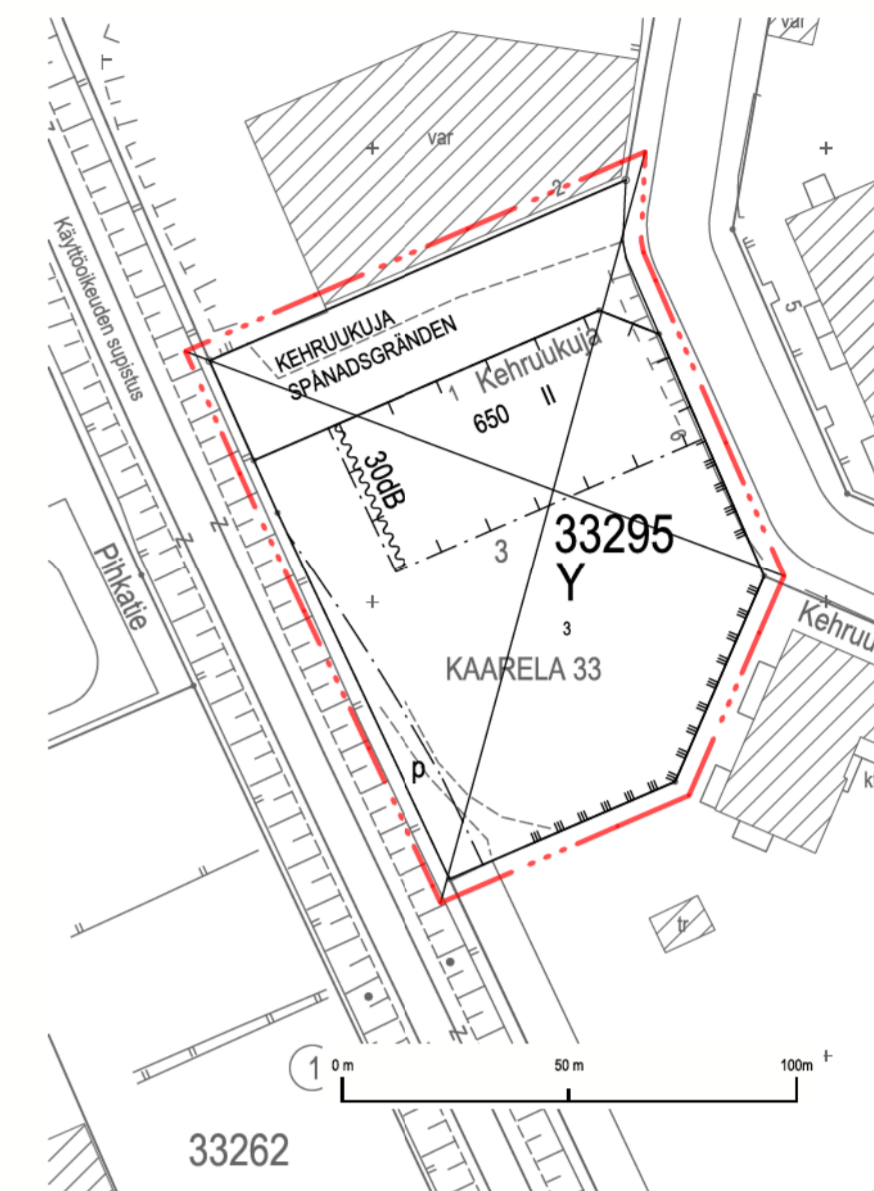 var
var
2
Käyttöoikeuden supistus
KEHRUUKUJA
SPÅNADSGRÄNDEN
Kehruukuja
1
650
II
5
30dB
6
3
33295
Y
3
Pihkatie
Z
Z
KAARELA 33
Kehruu
p
tr
Z
1
0 m
50 m
100m
33262